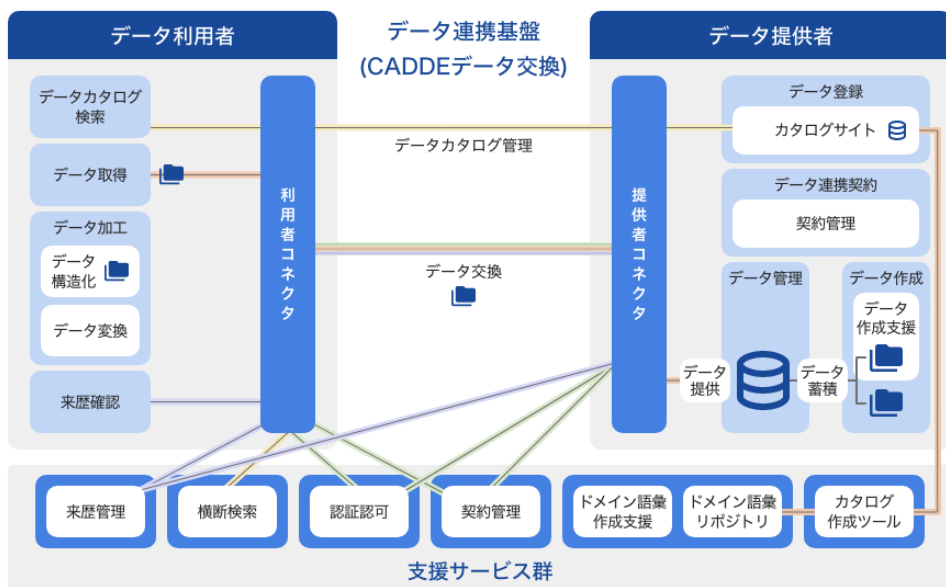 データ利用者
データ連携基盤
(CADDEデータ交換)
データ提供者
データカタログ
検索
データ取得
データ加工
データ
構造化
データ変換
来歴確認
利用者コネクタ
データカタログ管理
データ交換
提供者コネクタ
データ登録
カタログサイト
データ連携契約
契約管理
データ管理
データ作成
データ
作成支援
データ
提供
データ
蓄積
来歴管理
横断検索
認証認可
契約管理
ドメイン語彙
作成支援
ドメイン語彙
リポジトリ
カタログ
作成ツール
支援サービス群